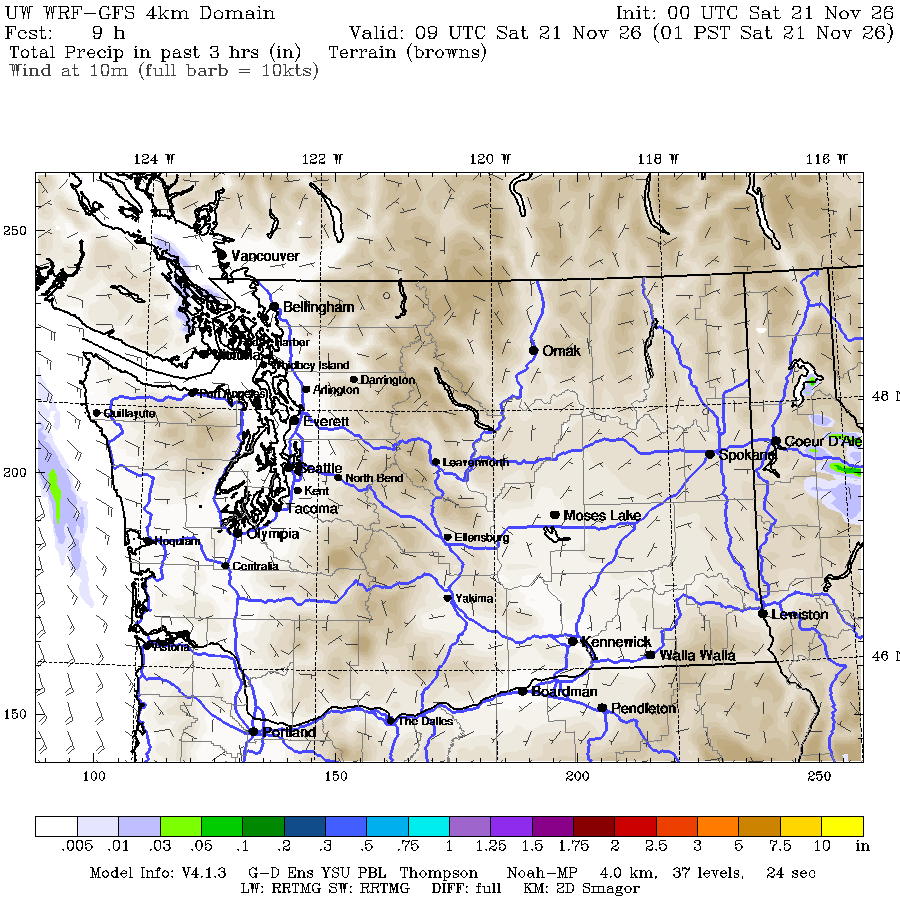 UW WRF-GFS 4km Domain Init: 00 UTC Sat 21 Nov 26
Fcst: 9 h Valid: 09 UTC Sat 21 Nov 26 (01 PST Sat 21 Nov 26)
Total Precip in past 3 hrs (in) Terrain (browns)
Wind at 10m (full barb = 10kts)
124 W 122 W 120 W 118 W 116 W
250
Vancouver
Bellingham
Harbor
Victoria
Whidbey Island
Omak
Darrington
Port Angeles
Arlington
48 N
Quillayute
Everett
Coeur D'Ale
Spokane
Leavenworth
200
Seattle
North Bend
Kent
Tacoma
Moses Lake
Olympia
Hoquiam
Ellensburg
Centralia
Yakima
Lewiston
Astoria
Kennewick
Walla Walla
46 N
Boardman
Pendleton
150
The Dalles
Portland
100 150 200 250
.005 .01 .03 .05 .1 .2 .3 .5 .75 1 1.25 1.5 1.75 2 2.5 3 5 7.5 10 in
Model Info: V4.1.3 G-D Ens YSU PBL Thompson Noah-MP 4.0 km, 37 levels, 24 sec
LW: RRTMG SW: RRTMG DIFF: full KM: 2D Smagor